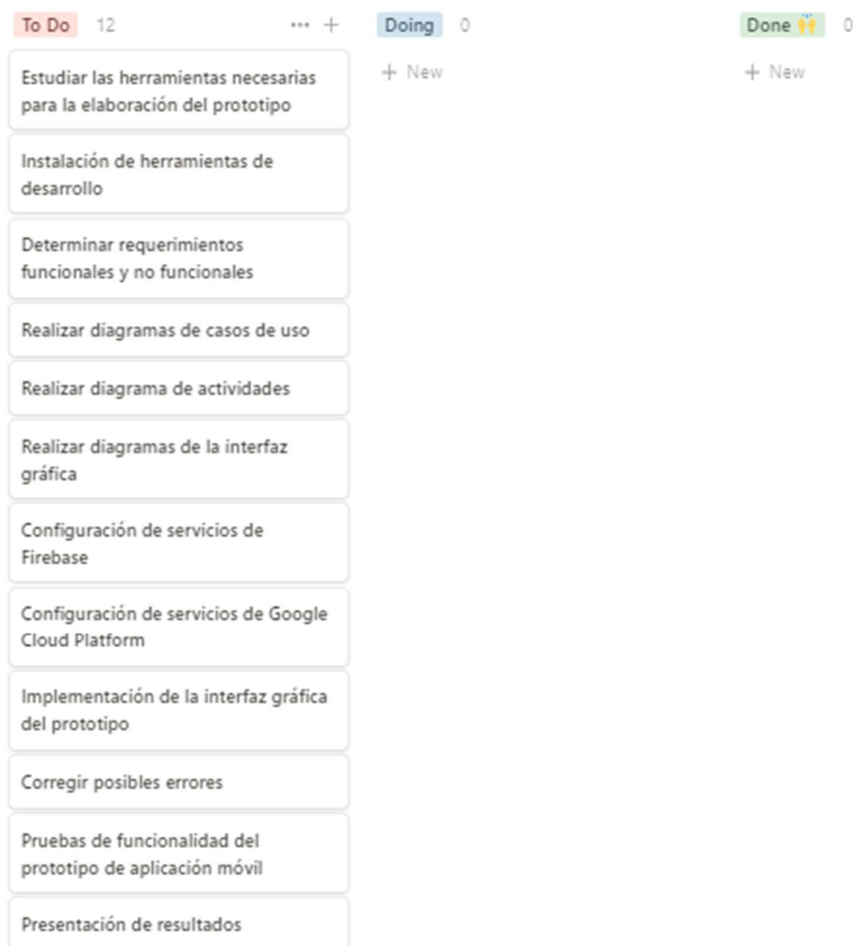 To Do 12 ••• +
Doing 0
Done 🙌 0
+ New
+ New
Estudiar las herramientas necesarias
para la elaboración del prototipo
Instalación de herramientas de
desarrollo
Determinar requerimientos
funcionales y no funcionales
Realizar diagramas de casos de uso
Realizar diagrama de actividades
Realizar diagramas de la interfaz
gráfica
Configuración de servicios de
Firebase
Configuración de servicios de Google
Cloud Platform
Implementación de la interfaz gráfica
del prototipo
Corregir posibles errores
Pruebas de funcionalidad del
prototipo de aplicación móvil
Presentación de resultados